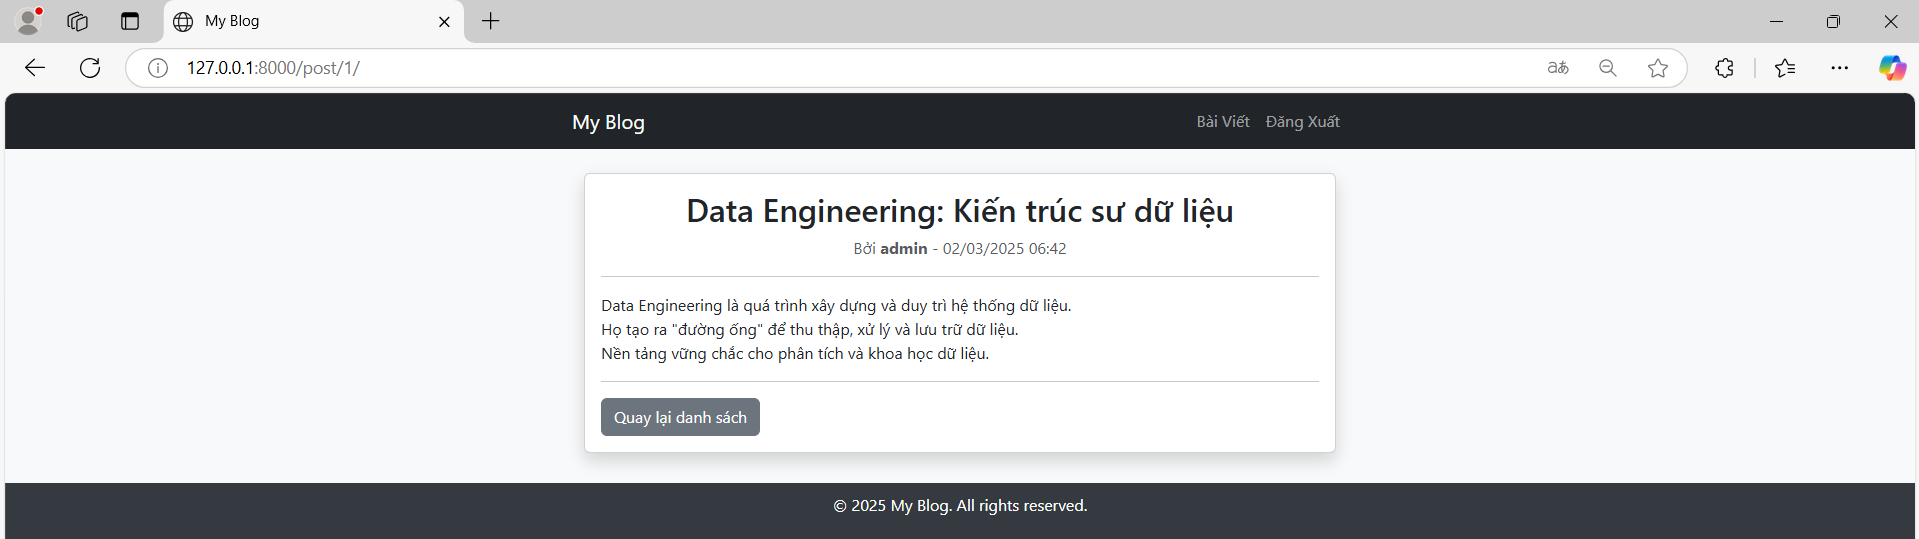 My Blog
127.0.0.1:8000/post/1/
aあ
My Blog
Bài Viết Đăng Xuất
Data Engineering: Kiến trúc sư dữ liệu
Bởi admin - 02/03/2025 06:42
Data Engineering là quá trình xây dựng và duy trì hệ thống dữ liệu.
Họ tạo ra "đường ống" để thu thập, xử lý và lưu trữ dữ liệu.
Nền tảng vững chắc cho phân tích và khoa học dữ liệu.
Quay lại danh sách
© 2025 My Blog. All rights reserved.